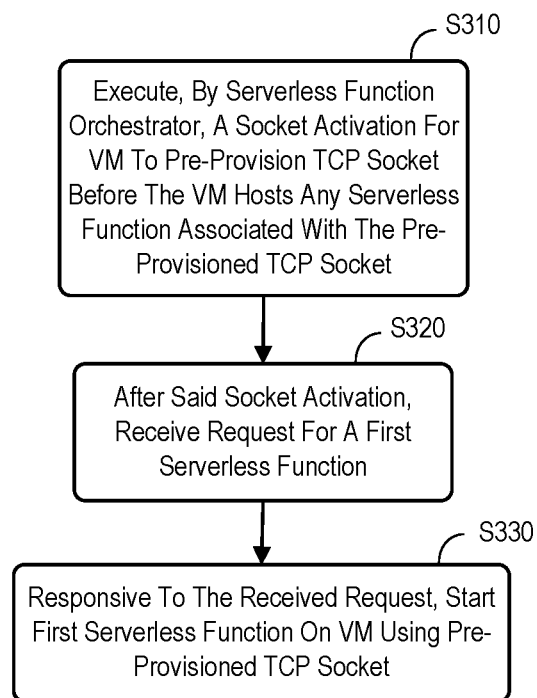 S310
Execute, By Serverless Function
Orchestrator, A Socket Activation For
VM To Pre-Provision TCP Socket
Before The VM Hosts Any Serverless
Function Associated With The Pre-
Provisioned TCP Socket
S320
After Said Socket Activation,
Receive Request For A First
Serverless Function
S330
Responsive To The Received Request, Start
First Serverless Function On VM Using Pre-
Provisioned TCP Socket